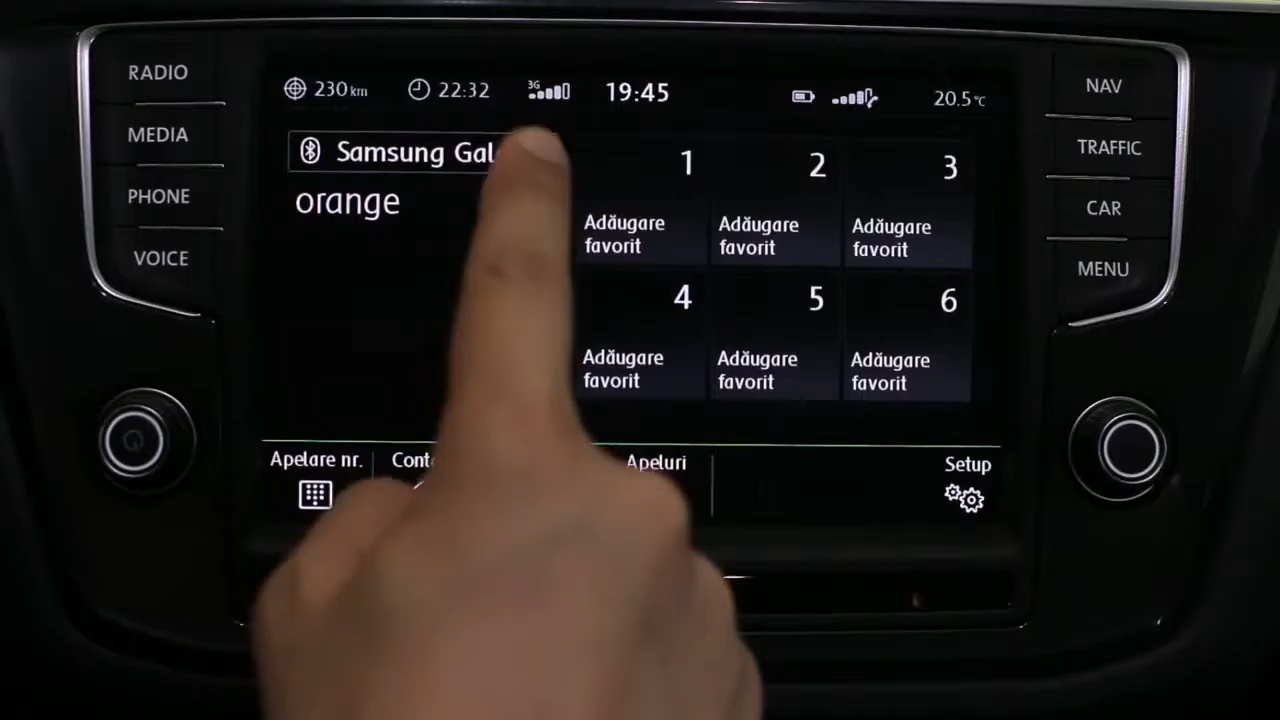 RADIO
MEDIA
PHONE
VOICE
230 km
22:32
3G
19:45
20.5°C
Samsung
orange
1
Adăugare
favorit
2
Adăugare
favorit
3
Adăugare
favorit
4
Adăugare
favorit
5
Adăugare
favorit
6
Adăugare
favorit
Apelare nr.
Apeluri
Setup
NAV
TRAFFIC
CAR
MENU